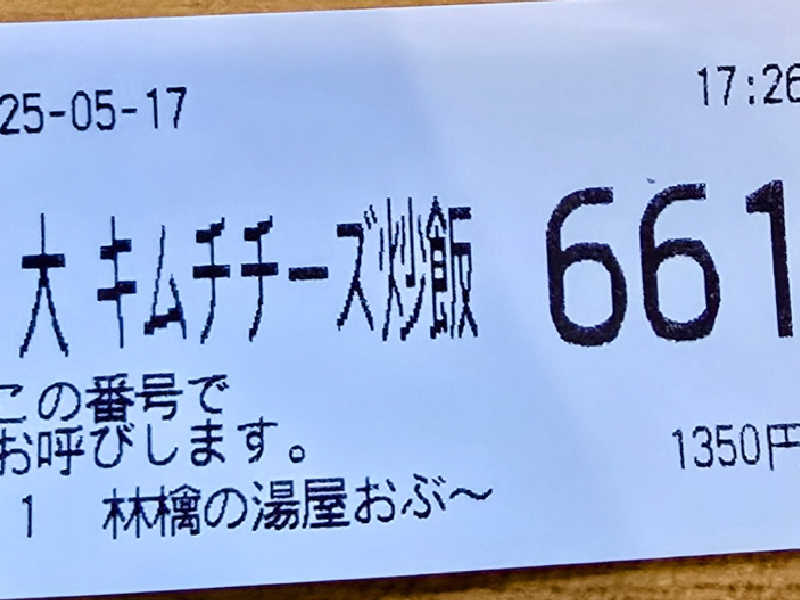 25-05-17 17:26
大 キムチチーズ炒飯 661
この番号で
お呼びします。
1350円
1 林檎の湯屋おぶ~